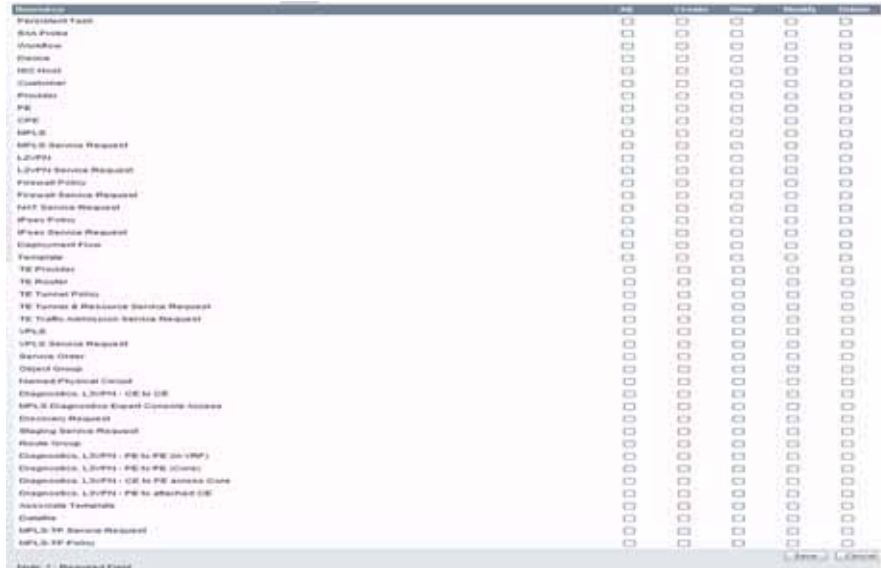 Resource All Create View Modify Delete
Persistent Task
SAA Probe
Workflow
Device
ISC Host
Customer
Provider
PE
CPE
MPLS
MPLS Service Request
L2VPN
L2VPN Service Request
Firewall Policy
Firewall Service Request
NAT Service Request
IPsec Policy
IPsec Service Request
Deployment Flow
Template
TE Provider
TE Router
TE Tunnel Policy
TE Tunnel & Resource Service Request
TE Traffic Admission Service Request
VPLS
VPLS Service Request
Service Order
Object Group
Named Physical Circuit
Diagnostics, L3VPN - CE to CE
MPLS Diagnostics Expert Console Access
Discovery Request
Staging Service Request
Route Group
Diagnostics, L3VPN - PE to PE (in VRF)
Diagnostics, L3VPN - PE to PE (Core)
Diagnostics, L3VPN - CE to PE across Core
Diagnostics, L3VPN - PE to attached CE
Associate Template
Datafile
MPLS-TP Service Request
MPLS-TP Policy
Save Cancel
Note: * - Required Field